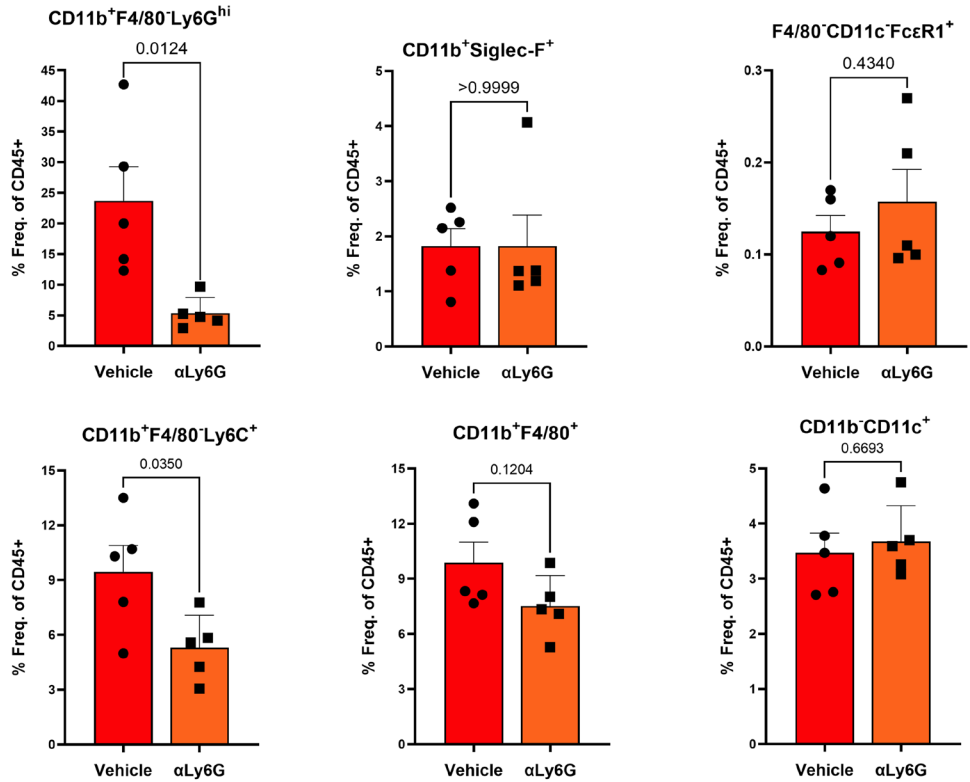 CD11b⁺F4/80⁻Ly6Gʰⁱ
0.0124
45
40
35
30
25
20
15
10
5
0
% Freq. of CD45+
Vehicle αLy6G
CD11b⁺Siglec-F⁺
>0.9999
5
4
3
2
1
0
% Freq. of CD45+
Vehicle αLy6G
F4/80⁻CD11c⁻FcεR1⁺
0.4340
0.3
0.2
0.1
0.0
% Freq. of CD45+
Vehicle αLy6G
CD11b⁺F4/80⁻Ly6C⁺
0.0350
15
12
9
6
3
0
% Freq. of CD45+
Vehicle αLy6G
CD11b⁺F4/80⁺
0.1204
15
12
9
6
3
0
% Freq. of CD45+
Vehicle αLy6G
CD11b⁻CD11c⁺
0.6693
5
4
3
2
1
0
% Freq. of CD45+
Vehicle αLy6G